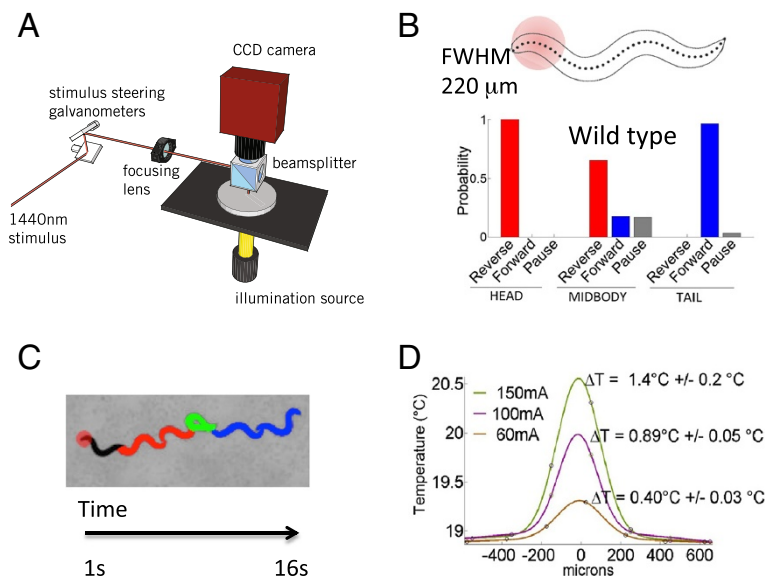 A
CCD camera
stimulus steering
galvanometers
focusing
lens
beamsplitter
1440nm
stimulus
illumination source
B
FWHM
220 μm
Wild type
Probability
1
0.5
0
Reverse
Forward
Pause
Reverse
Forward
Pause
Reverse
Forward
Pause
HEAD
MIDBODY
TAIL
C
Time
1s
16s
D
Temperature (°C)
20.5
20
19.5
19
150mA
100mA
60mA
ΔT = 1.4°C +/- 0.2 °C
ΔT = 0.89°C +/- 0.05 °C
ΔT = 0.40°C +/- 0.03 °C
−400 −200 0 200 400 600
microns